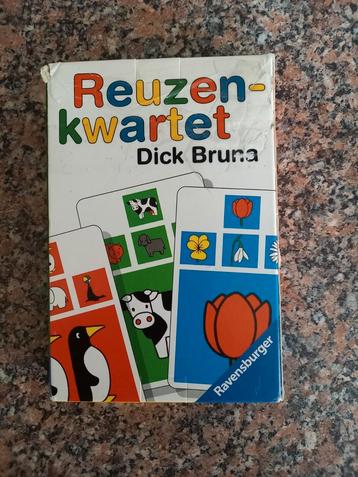 Reuzen-
kwartet
Dick Bruna
Ravensburger